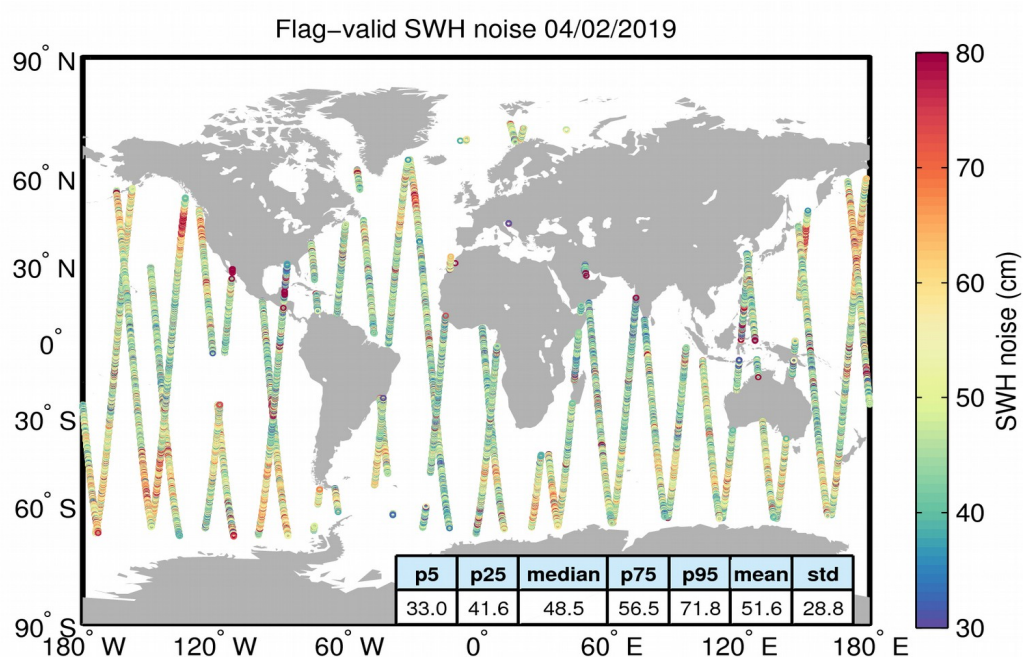 Flag−valid SWH noise 04/02/2019
90° N
60° N
30° N
0°
30° S
60° S
90° S
180° W
120° W
60° W
0°
60° E
120° E
180° E
80
70
60
50
40
30
SWH noise (cm)
p5 p25 median p75 p95 mean std
33.0 41.6 48.5 56.5 71.8 51.6 28.8